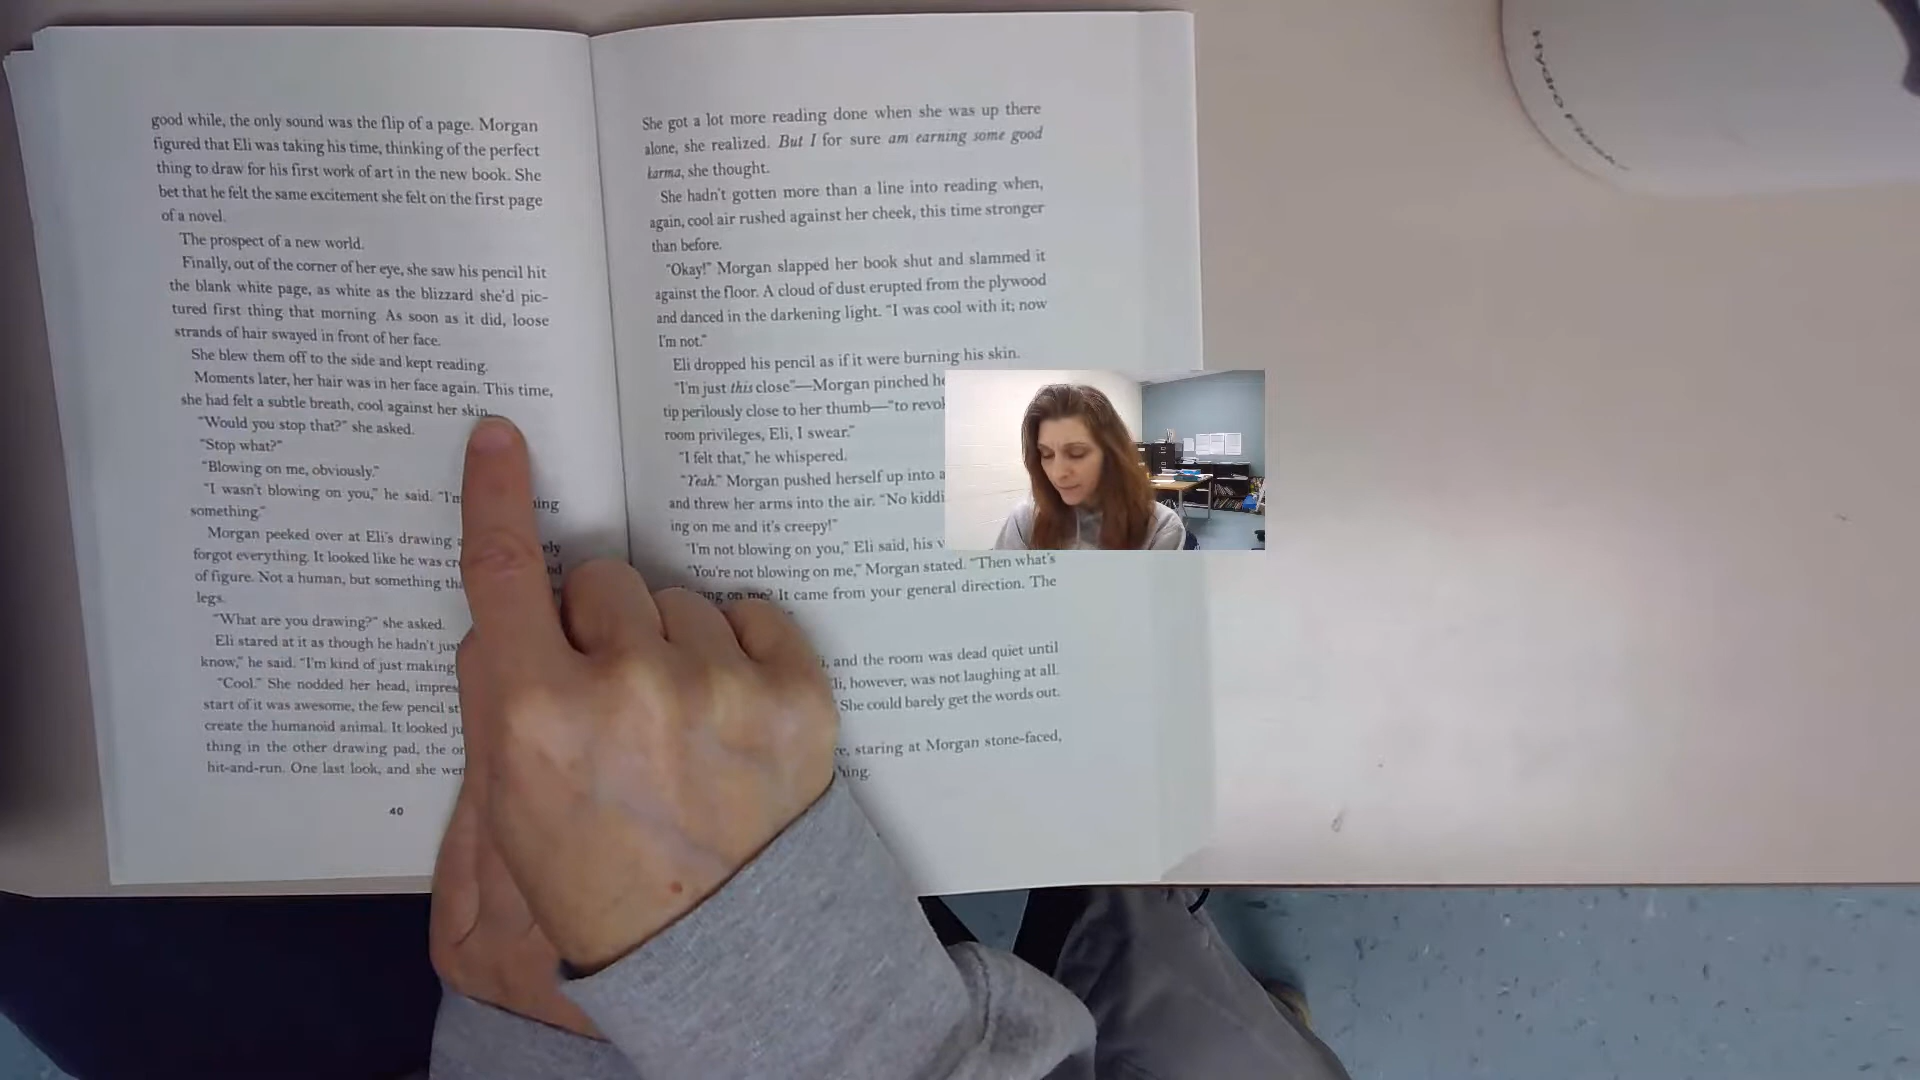 good while, the only sound was the flip of a page. Morgan
figured that Eli was taking his time, thinking of the perfect
thing to draw for his first work of art in the new book. She
bet that he felt the same excitement she felt on the first page
of a novel.
The prospect of a new world.
Finally, out of the corner of her eye, she saw his pencil hit
the blank white page, as white as the blizzard she'd pic-
tured first thing that morning. As soon as it did, loose
strands of hair swayed in front of her face.
She blew them off to the side and kept reading.
Moments later, her hair was in her face again. This time,
she had felt a subtle breath, cool against her skin.
"Would you stop that?" she asked.
"Stop what?"
"Blowing on me, obviously."
"I wasn't blowing on you," he said. "I'm
something."
Morgan peeked over at Eli's drawing
forgot everything. It looked like he was
of figure. Not a human, but something
legs.
"What are you drawing?" she asked.
Eli stared at it as though he hadn't
know," he said. "I'm kind of just making
"Cool." She nodded her head,
start of it was awesome, the few pencil
create the humanoid animal. It looked
thing in the other drawing pad, the
hit-and-run. One last look, and she
40
She got a lot more reading done when she was up there
alone, she realized. But I for sure am earning some good
karma, she thought.
She hadn't gotten more than a line into reading when,
again, cool air rushed against her cheek, this time stronger
than before.
"Okay!" Morgan slapped her book shut and slammed it
against the floor. A cloud of dust erupted from the plywood
and danced in the darkening light. "I was cool with it; now
I'm not."
Eli dropped his pencil as if it were burning his skin.
"I'm just this close"—Morgan pinched
tip perilously close to her thumb—"to
room privileges, Eli, I swear."
"I felt that," he whispered.
"Yeah." Morgan pushed herself up into a
and threw her arms into the air. "No
ing on me and it's creepy!"
"I'm not blowing on you," Eli said, his
"You're not blowing on me," Morgan stated. "Then what's
on me? It came from your general direction. The
and the room was dead quiet until
however, was not laughing at all.
She could barely get the words out.
staring at Morgan stone-faced,
Hydro Flask